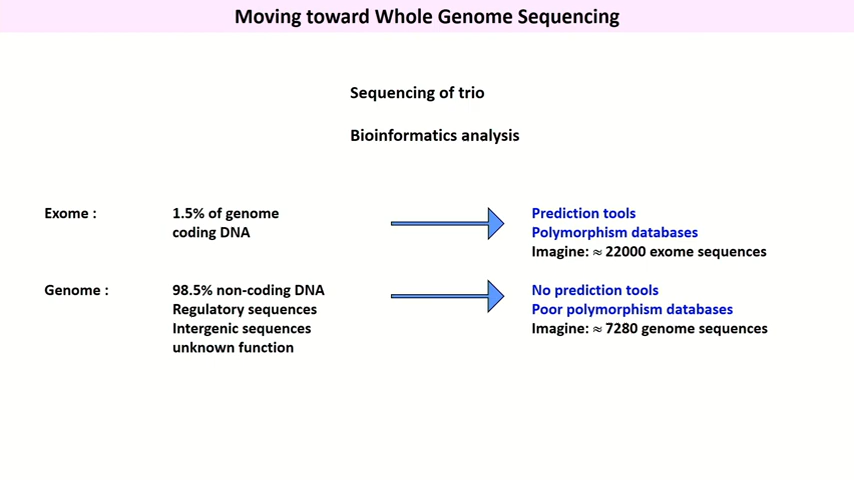 Moving toward Whole Genome Sequencing
Sequencing of trio
Bioinformatics analysis
Exome :
1.5% of genome
coding DNA
Prediction tools
Polymorphism databases
Imagine: ≈ 22000 exome sequences
Genome :
98.5% non-coding DNA
Regulatory sequences
Intergenic sequences
unknown function
No prediction tools
Poor polymorphism databases
Imagine: ≈ 7280 genome sequences